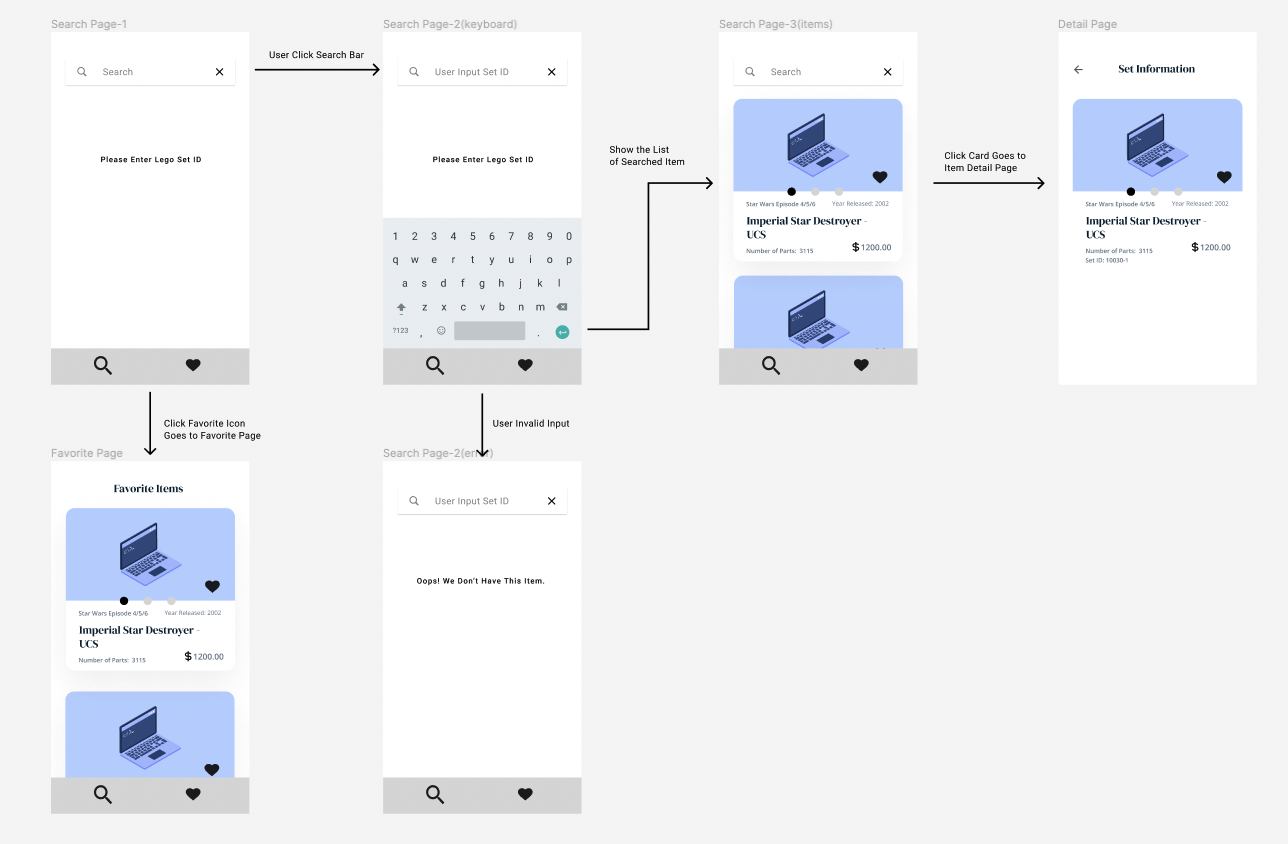 Search Page-1
Search
Please Enter Lego Set ID
User Click Search Bar
Search Page-2(keyboard)
User Input Set ID
Please Enter Lego Set ID
1 2 3 4 5 6 7 8 9 0
q w e r t y u i o p
a s d f g h j k l
z x c v b n m
?123 , .
Show the List
of Searched Item
Search Page-3(items)
Search
Star Wars Episode 4/5/6 Year Released: 2002
Imperial Star Destroyer -
UCS
Number of Parts: 3115 $1200.00
Click Card Goes to
Item Detail Page
Detail Page
Set Information
Star Wars Episode 4/5/6 Year Released: 2002
Imperial Star Destroyer -
UCS
Number of Parts: 3115 $1200.00
Set ID: 10030-1
Click Favorite Icon
Goes to Favorite Page
Favorite Page
Favorite Items
Star Wars Episode 4/5/6 Year Released: 2002
Imperial Star Destroyer -
UCS
Number of Parts: 3115 $1200.00
User Invalid Input
Search Page-2(error)
User Input Set ID
Oops! We Don't Have This Item.